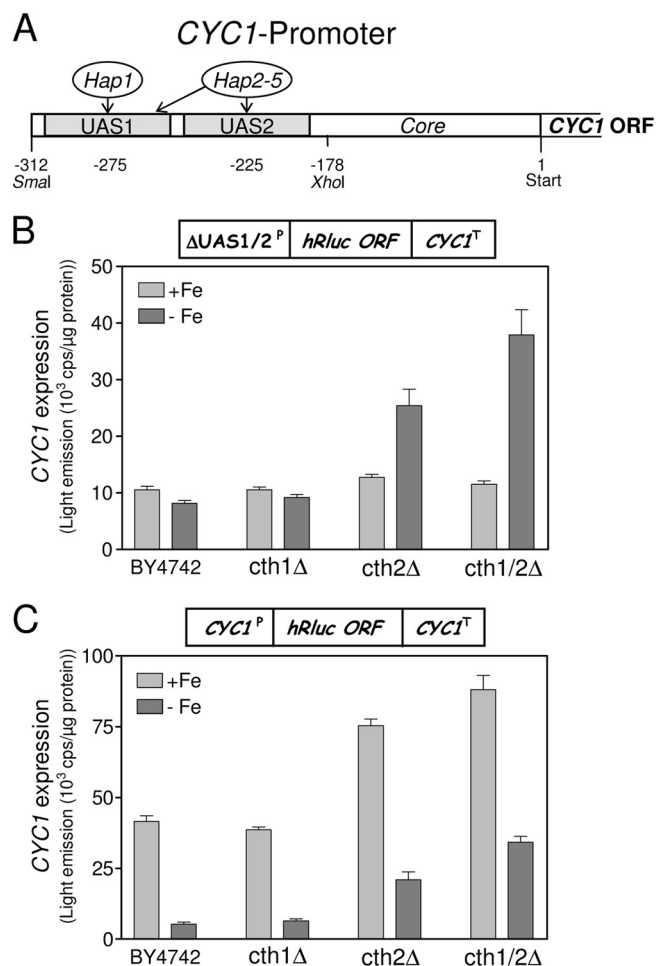 A
CYC1-Promoter
Hap1
Hap2-5
UAS1
UAS2
Core
CYC1 ORF
-312
-275
-225
-178
1
SmaI
XhoI
Start
B
ΔUAS1/2 P
hRluc ORF
CYC1T
CYC1 expression
(Light emission (10³ cps/µg protein))
50
40
30
20
10
0
+Fe
- Fe
BY4742
cth1Δ
cth2Δ
cth1/2Δ
C
CYC1 P
hRluc ORF
CYC1T
CYC1 expression
(Light emission (10³ cps/µg protein))
100
75
50
25
0
+Fe
- Fe
BY4742
cth1Δ
cth2Δ
cth1/2Δ